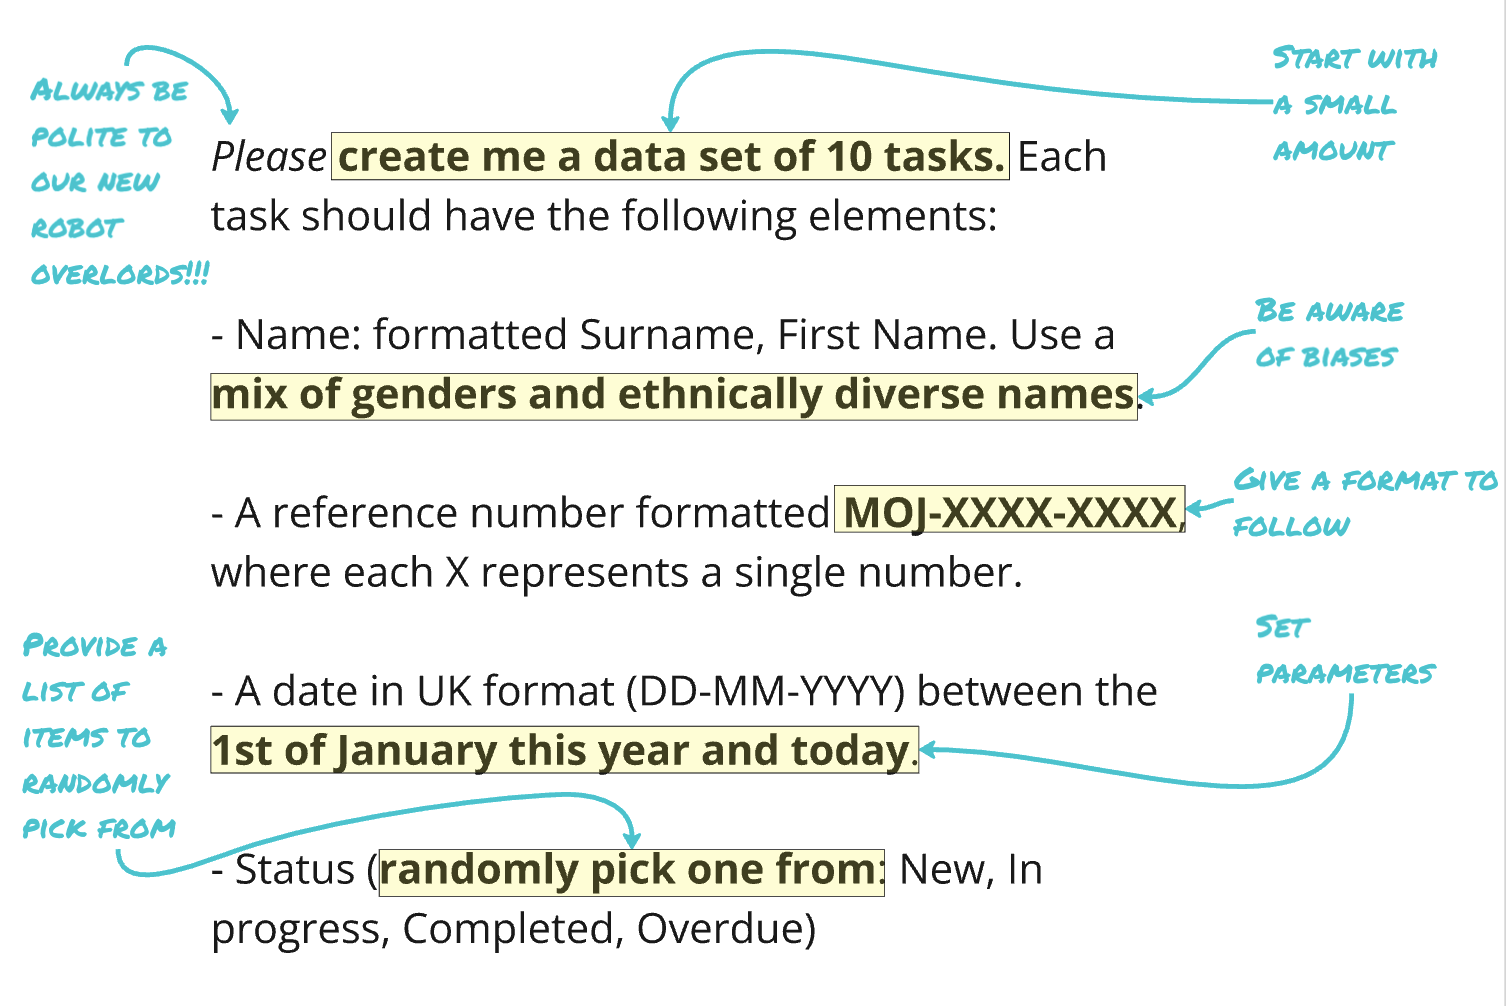 ALWAYS BE
POLITE TO
OUR NEW
ROBOT
OVERLORDS!!!
START WITH
A SMALL
AMOUNT
Please create me a data set of 10 tasks. Each
task should have the following elements:
- Name: formatted Surname, First Name. Use a
mix of genders and ethnically diverse names.
BE AWARE
OF BIASES
- A reference number formatted MOJ-XXXX-XXXX,
where each X represents a single number.
GIVE A FORMAT TO
FOLLOW
- A date in UK format (DD-MM-YYYY) between the
1st of January this year and today.
SET
PARAMETERS
PROVIDE A
LIST OF
ITEMS TO
RANDOMLY
PICK FROM
- Status (randomly pick one from: New, In
progress, Completed, Overdue)